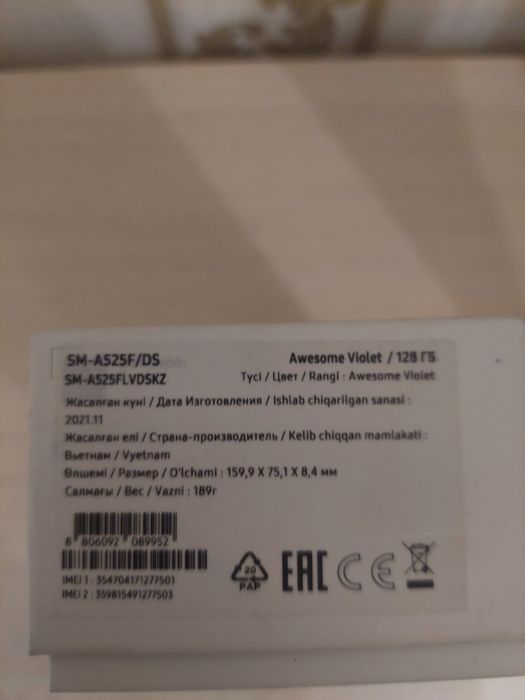 SM-A525F/DS
Awesome Violet / 128 ГБ
SM-A525FLVDSKZ
Түсі / Цвет / Rangi : Awesome Violet
Жасалған күні / Дата Изготовления / Ishlab chiqarilgan sanasi :
2021.11
Жасалған елі / Страна-производитель / Kelib chiqqan mamlakati :
Вьетнам / Vyetnam
Өлшемі / Размер / O'lchami : 159,9 X 75,1 X 8,4 мм
Салмағы / Вес / Vazni : 189г
8 806092 089952
IMEI 1 : 354704171277501
IMEI 2 : 359815491277503
20
PAP
EAC
CE